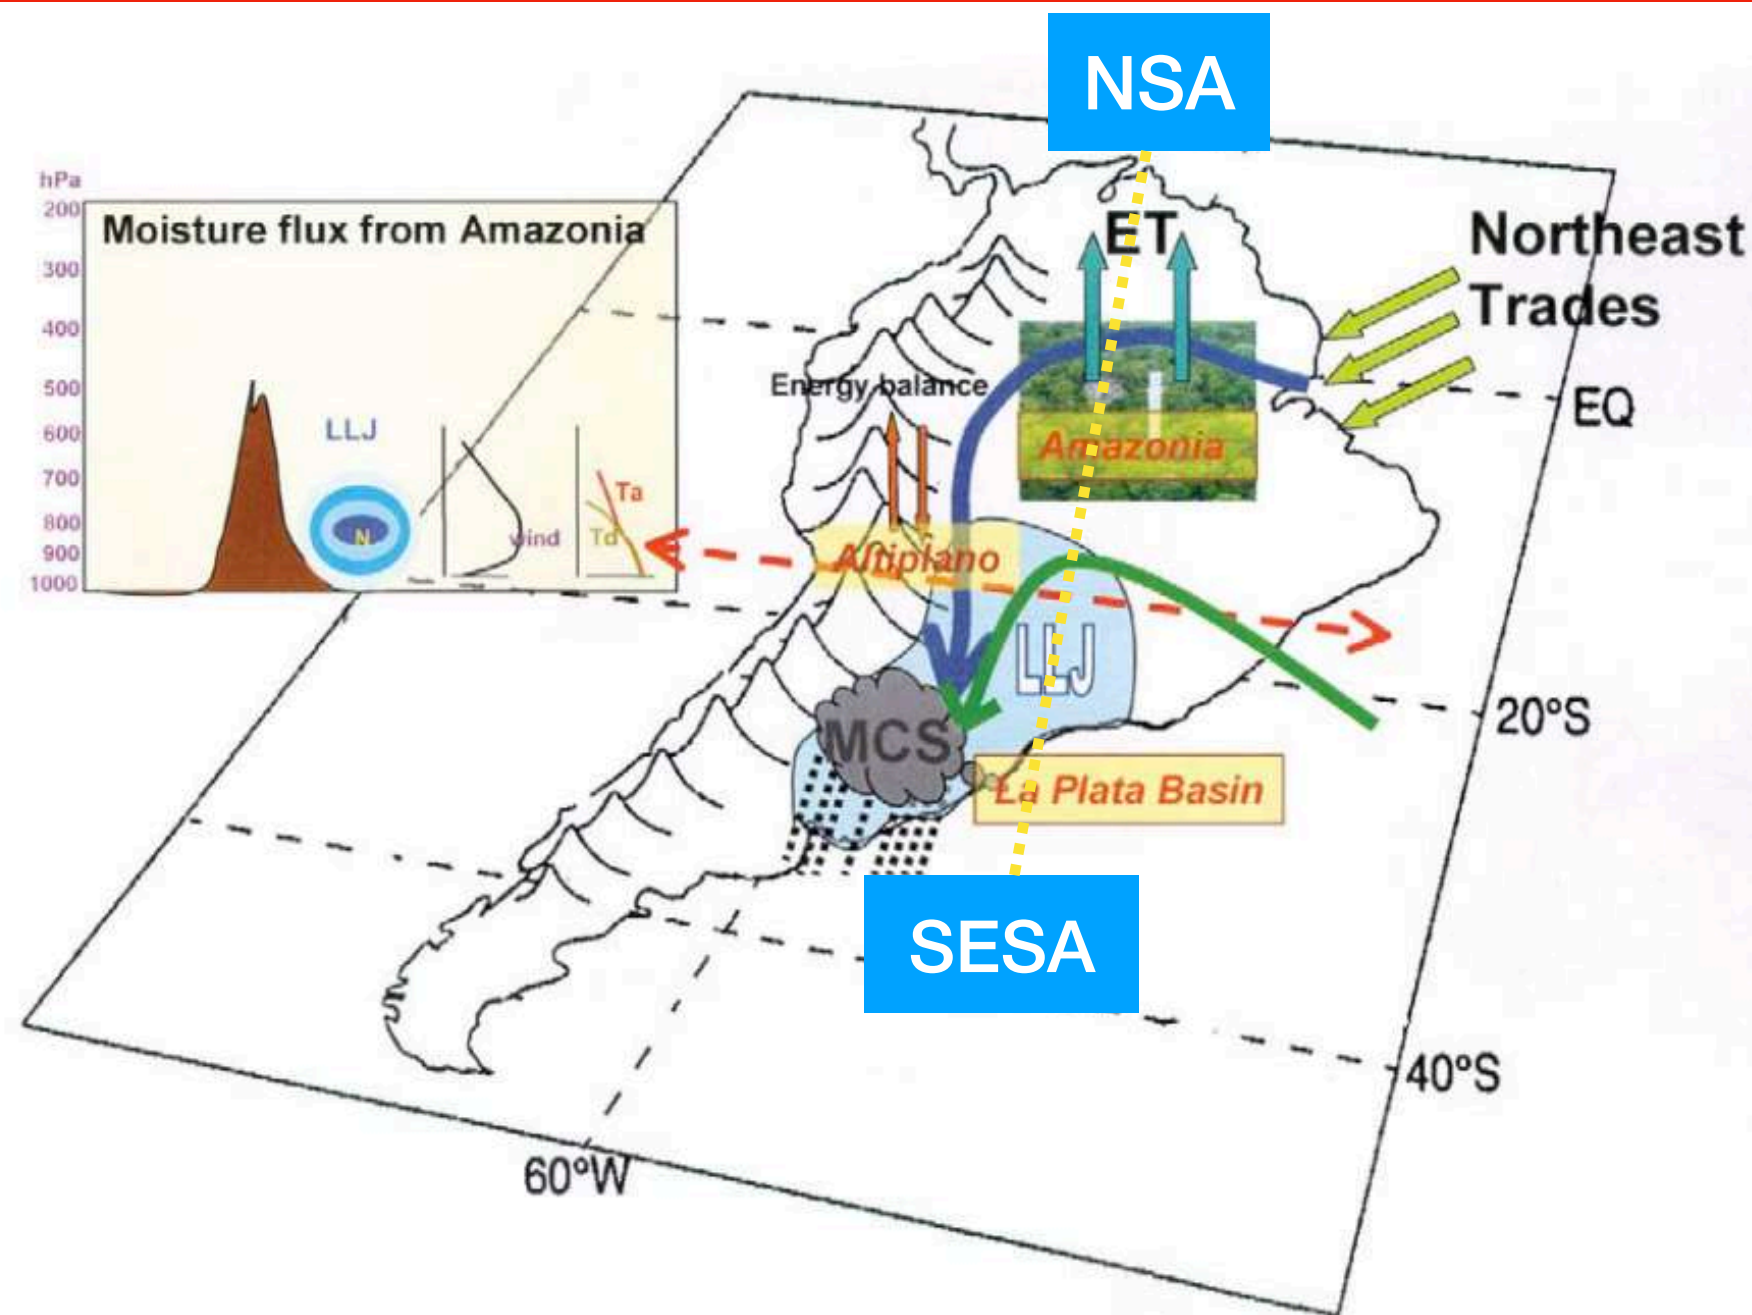 NSA
hPa
200
Moisture flux from Amazonia
300
400
500
600
700
800
900
1000
LLJ
N
wind
Ta
Td
ET
Northeast
Trades
EQ
Energy balance
Amazonia
Altiplano
LLJ
MCS
20°S
La Plata Basin
SESA
40°S
60°W